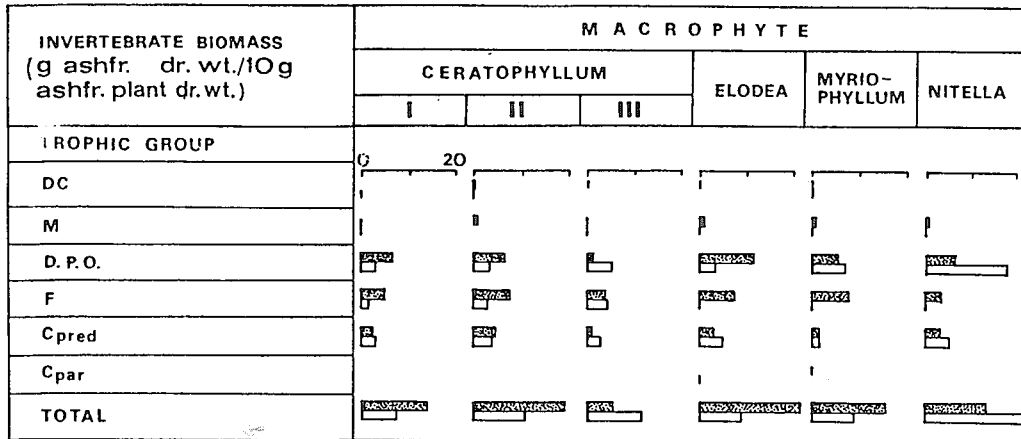 INVERTEBRATE BIOMASS
(g ashfr. dr. wt./10g
ashfr. plant dr. wt.)
MACROPHYTE
CERATOPHYLLUM
I II III
ELODEA
MYRIO-
PHYLLUM
NITELLA
TROPHIC GROUP
0 20
DC
M
D.P.O.
F
Cpred
Cpar
TOTAL